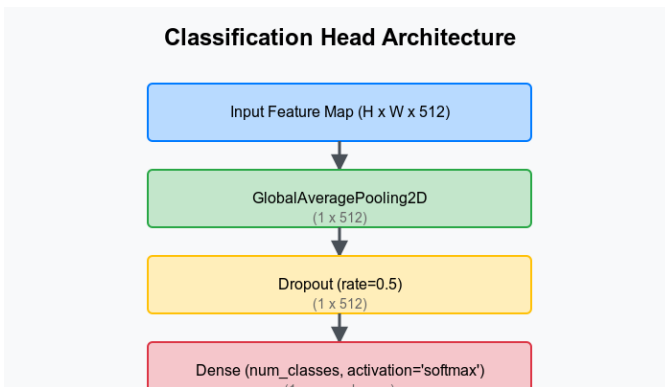 Classification Head Architecture
Input Feature Map (H x W x 512)
GlobalAveragePooling2D
(1 x 512)
Dropout (rate=0.5)
(1 x 512)
Dense (num_classes, activation='softmax')